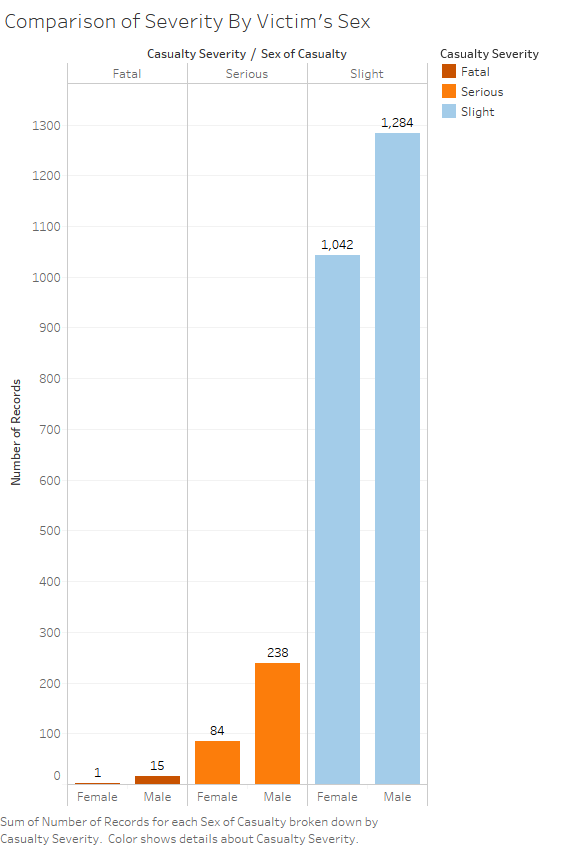 Comparison of Severity By Victim's Sex
Casualty Severity / Sex of Casualty
Fatal
Serious
Slight
Casualty Severity
Fatal
Serious
Slight
Number of Records
1300
1200
1100
1000
900
800
700
600
500
400
300
200
100
0
1
15
84
238
1,042
1,284
Female
Male
Female
Male
Female
Male
Sum of Number of Records for each Sex of Casualty broken down by
Casualty Severity. Color shows details about Casualty Severity.